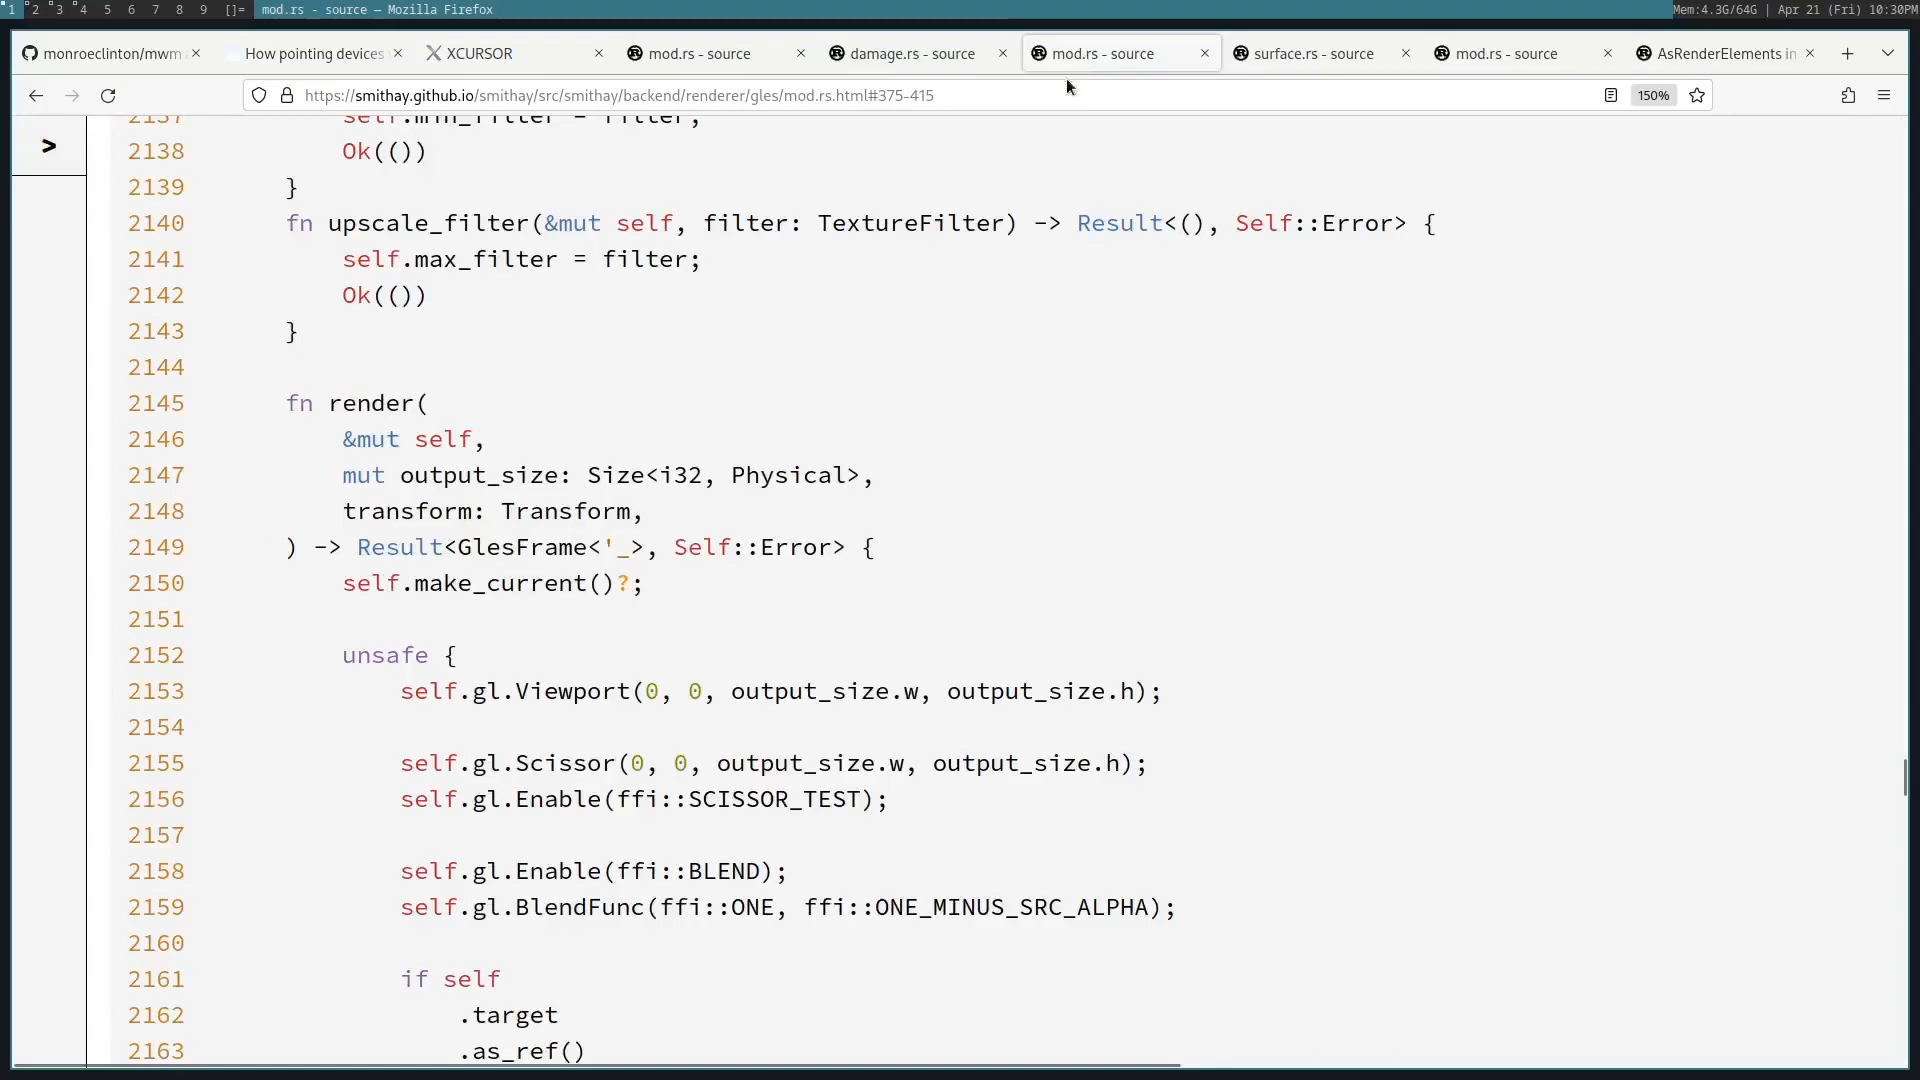 1 2 3 4 5 6 7 8 9 []= mod.rs - source — Mozilla Firefox Mem:4.3G/64G | Apr 21 (Fri) 10:30PM
monroeclinton/mwm × How pointing devices × XCURSOR × mod.rs - source × damage.rs - source × mod.rs - source × surface.rs - source × mod.rs - source × AsRenderElements in ×
https://smithay.github.io/smithay/src/smithay/backend/renderer/gles/mod.rs.html#375-415 150%
>
2137 self.min_filter = filter;
2138 Ok(())
2139 }
2140 fn upscale_filter(&mut self, filter: TextureFilter) -> Result<(), Self::Error> {
2141 self.max_filter = filter;
2142 Ok(())
2143 }
2144
2145 fn render(
2146 &mut self,
2147 mut output_size: Size<i32, Physical>,
2148 transform: Transform,
2149 ) -> Result<GlesFrame<'_>, Self::Error> {
2150 self.make_current()?;
2151
2152 unsafe {
2153 self.gl.Viewport(0, 0, output_size.w, output_size.h);
2154
2155 self.gl.Scissor(0, 0, output_size.w, output_size.h);
2156 self.gl.Enable(ffi::SCISSOR_TEST);
2157
2158 self.gl.Enable(ffi::BLEND);
2159 self.gl.BlendFunc(ffi::ONE, ffi::ONE_MINUS_SRC_ALPHA);
2160
2161 if self
2162 .target
2163 .as_ref()